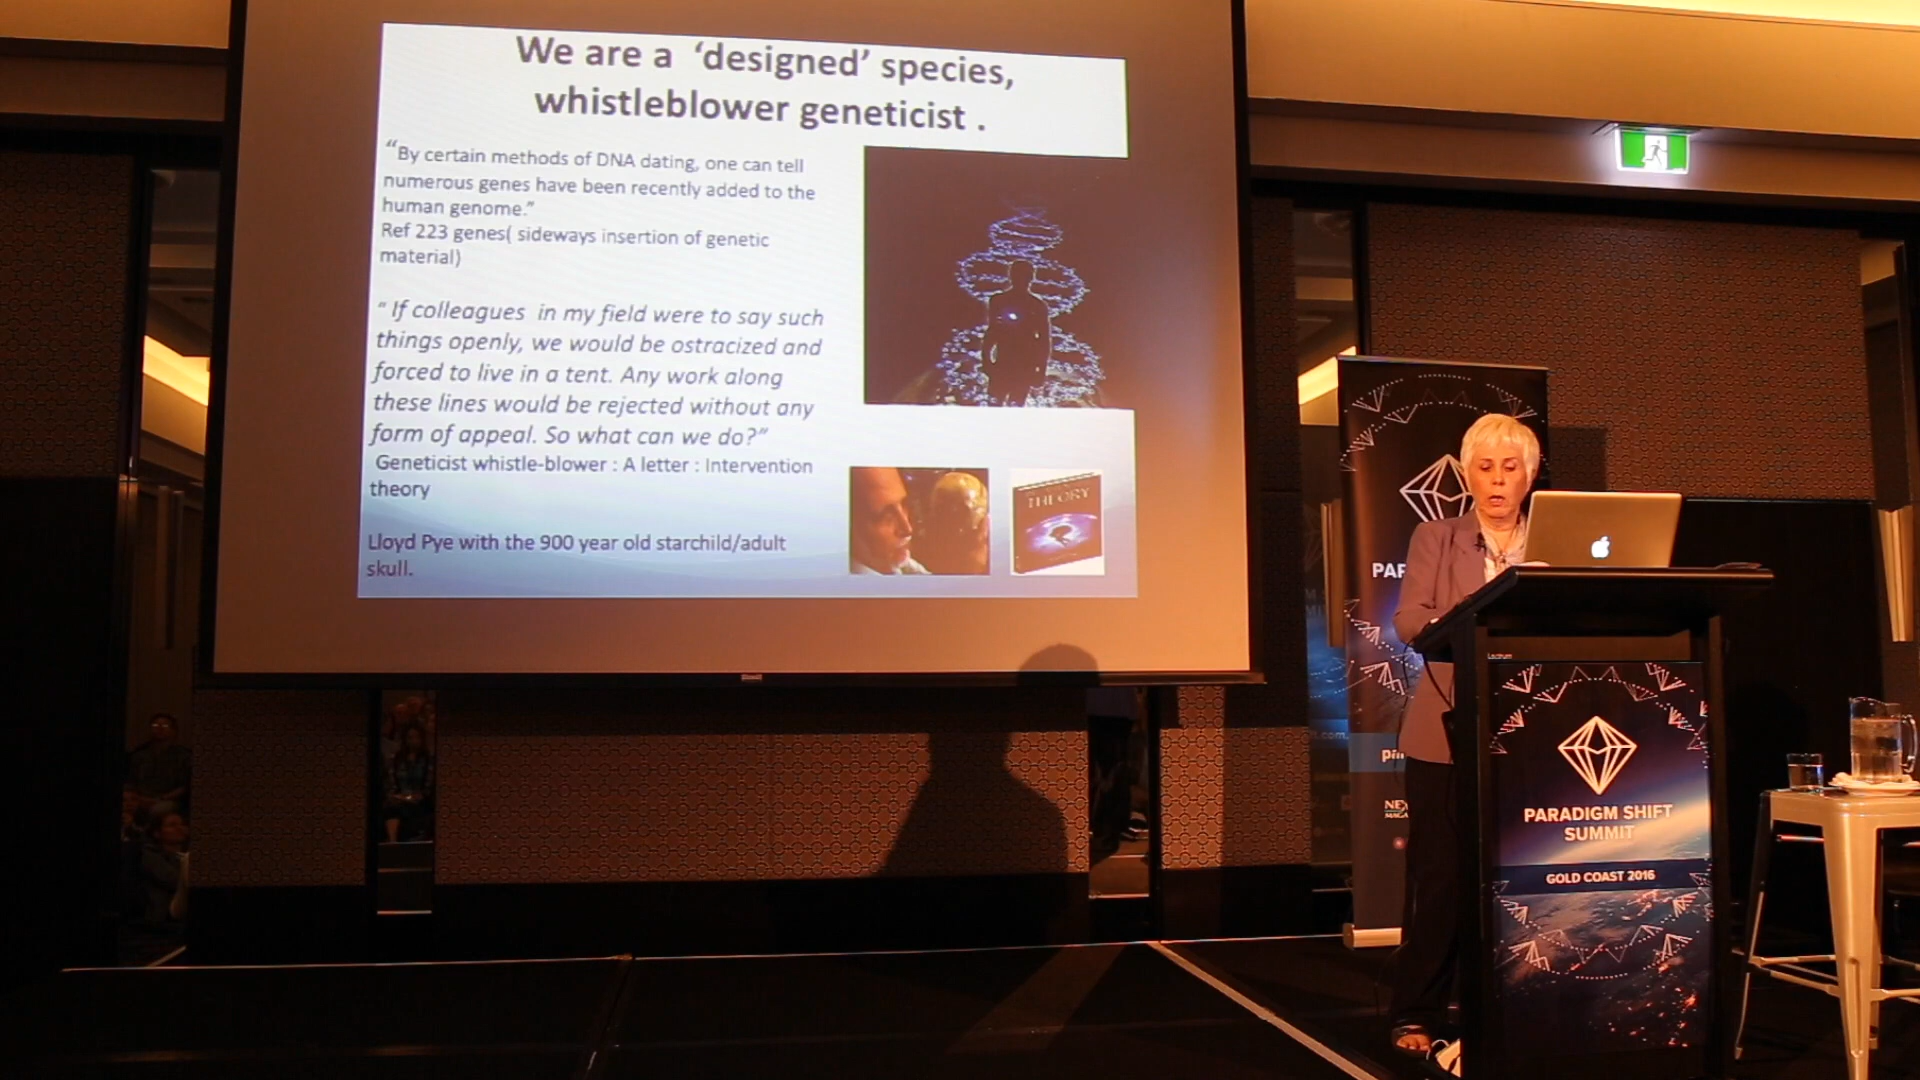 We are a ‘designed’ species,
whistleblower geneticist .
“By certain methods of DNA dating, one can tell
numerous genes have been recently added to the
human genome.”
Ref 223 genes( sideways insertion of genetic
material)
“ If colleagues in my field were to say such
things openly, we would be ostracized and
forced to live in a tent. Any work along
these lines would be rejected without any
form of appeal. So what can we do?”
Geneticist whistle-blower : A letter : Intervention
theory
Lloyd Pye with the 900 year old starchild/adult
skull.
THEORY
PAR
Lectrum
PARADIGM SHIFT
SUMMIT
GOLD COAST 2016